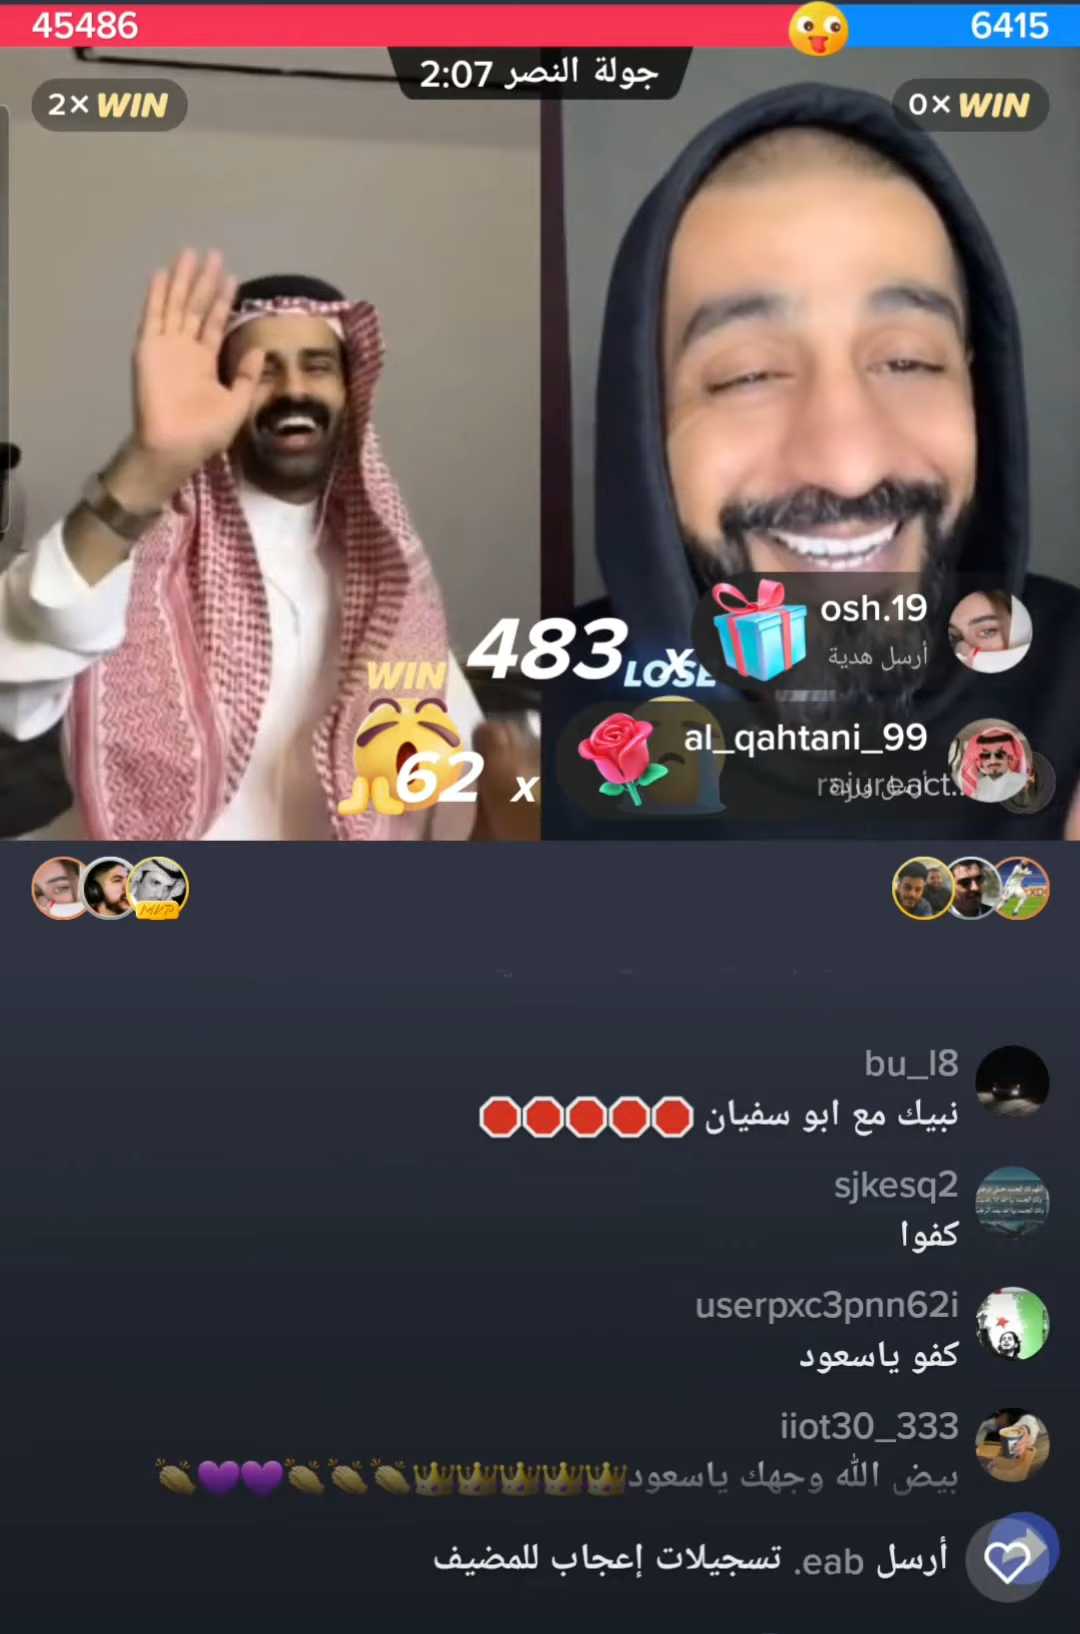 45486
6415
جولة النصر 2:07
2× WIN
0× WIN
osh.19
أرسل هدية
483 x
WIN
LOSE
al_qahtani_99
62 x
MVP
bu_l8
نبيك مع ابو سفيان 🛑🛑🛑🛑🛑
sjkesq2
كفوا
userpxc3pnn62i
كفو ياسعود
iiot30_333
بيض الله وجهك ياسعود👑👑👑👑👑👏👏👏💜💜👏
أرسل eab. تسجيلات إعجاب للمضيف